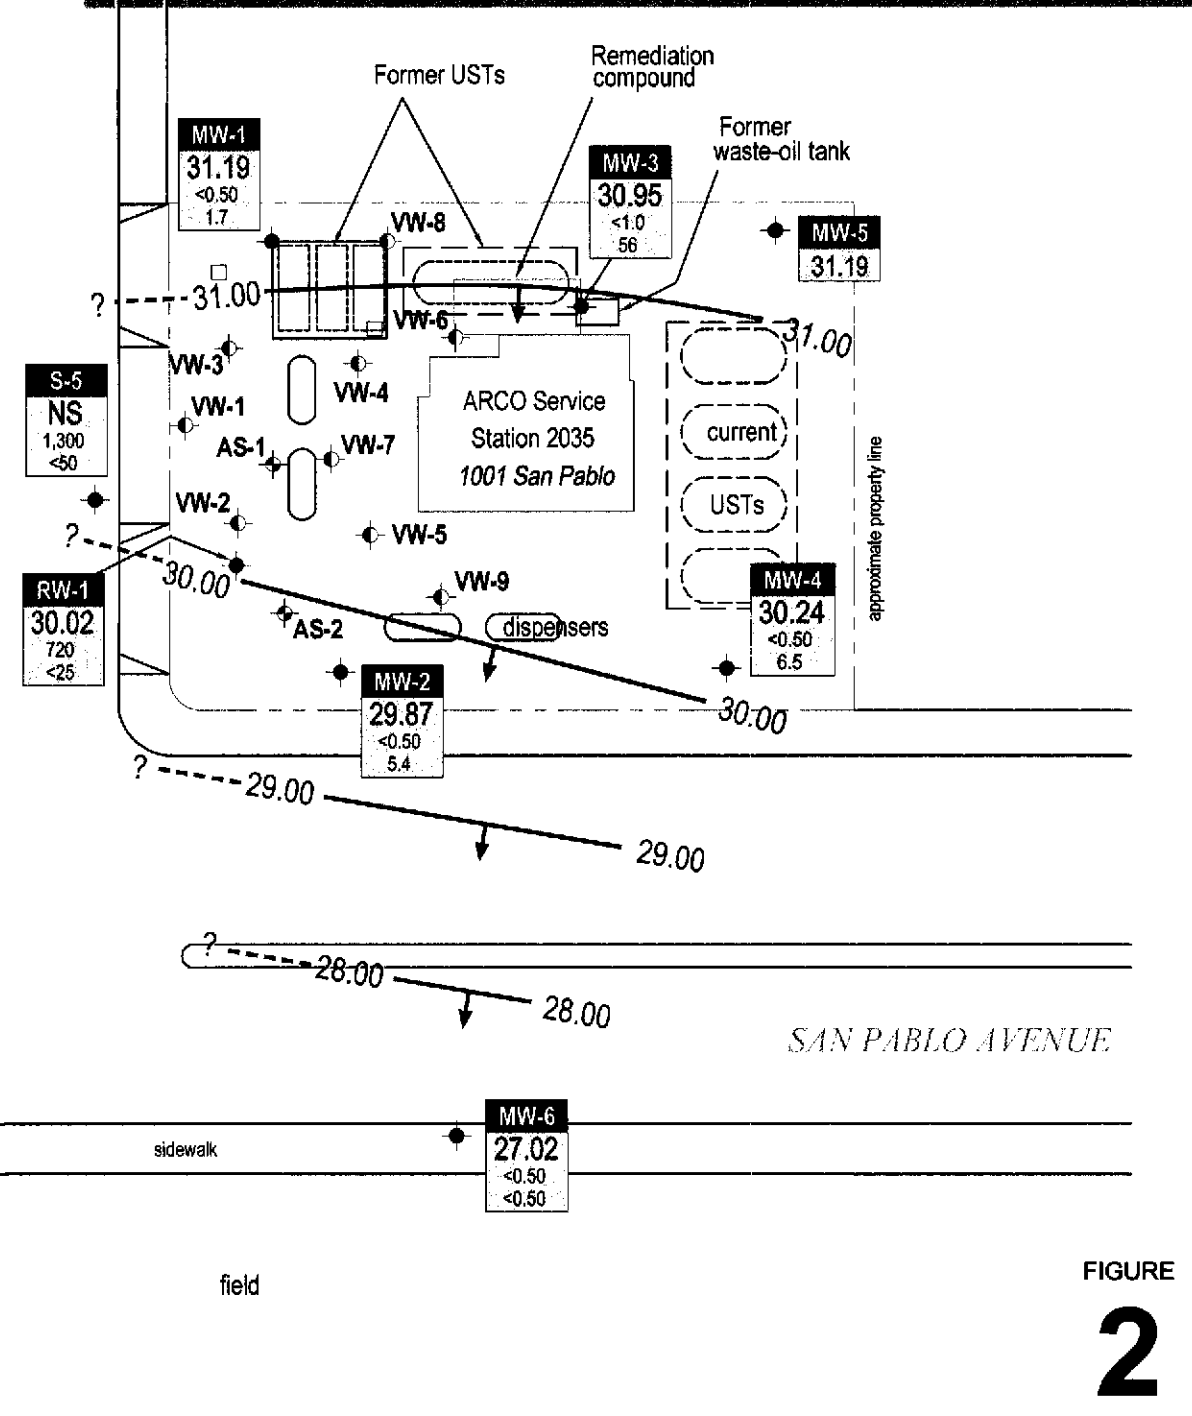 Former USTs
Remediation
compound
Former
waste-oil tank
MW-1
31.19
<0.50
1.7
MW-3
30.95
<1.0
56
VW-8
MW-5
31.19
?
31.00
VW-6
31.00
VW-3
VW-4
S-5
NS
1,300
<50
VW-1
ARCO Service
Station 2035
1001 San Pablo
current
AS-1
VW-7
VW-2
USTs
approximate property line
?
VW-5
30.00
RW-1
30.02
720
<25
VW-9
MW-4
30.24
<0.50
6.5
AS-2
dispensers
MW-2
29.87
<0.50
5.4
30.00
?
29.00
29.00
?
28.00
28.00
SAN PABLO AVENUE
MW-6
27.02
<0.50
<0.50
sidewalk
field
FIGURE
2